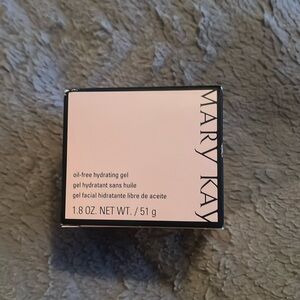 MARY KAY
oil-free hydrating gel
gel hydratant sans huile
gel facial hidratante libre de aceite
1.8 OZ. NET WT. / 51 g